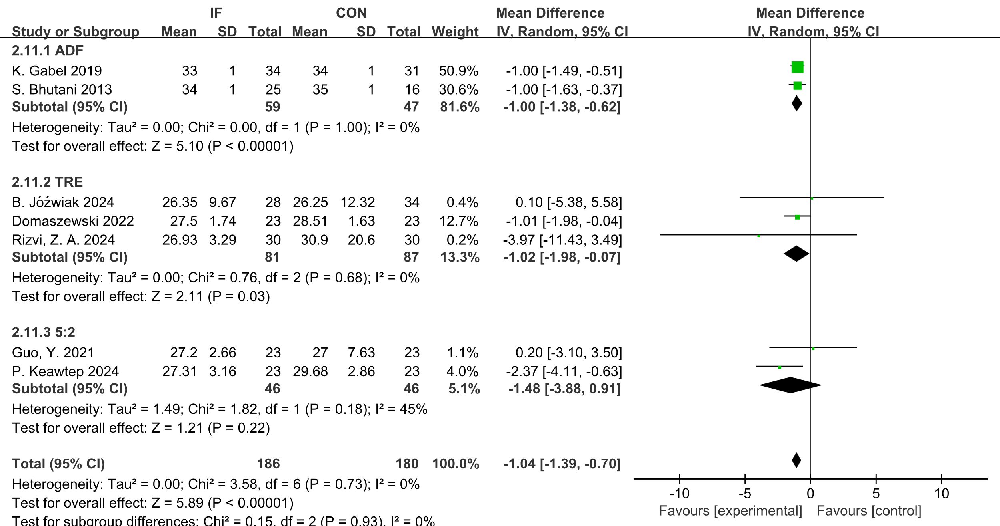 IF CON Mean Difference Mean Difference
Study or Subgroup Mean SD Total Mean SD Total Weight IV, Random, 95% CI IV, Random, 95% CI
2.11.1 ADF
K. Gabel 2019 33 1 34 34 1 31 50.9% -1.00 [-1.49, -0.51]
S. Bhutani 2013 34 1 25 35 1 16 30.6% -1.00 [-1.63, -0.37]
Subtotal (95% CI) 59 47 81.6% -1.00 [-1.38, -0.62]
Heterogeneity: Tau² = 0.00; Chi² = 0.00, df = 1 (P = 1.00); I² = 0%
Test for overall effect: Z = 5.10 (P < 0.00001)
2.11.2 TRE
B. Jóźwiak 2024 26.35 9.67 28 26.25 12.32 34 0.4% 0.10 [-5.38, 5.58]
Domaszewski 2022 27.5 1.74 23 28.51 1.63 23 12.7% -1.01 [-1.98, -0.04]
Rizvi, Z. A. 2024 26.93 3.29 30 30.9 20.6 30 0.2% -3.97 [-11.43, 3.49]
Subtotal (95% CI) 81 87 13.3% -1.02 [-1.98, -0.07]
Heterogeneity: Tau² = 0.00; Chi² = 0.76, df = 2 (P = 0.68); I² = 0%
Test for overall effect: Z = 2.11 (P = 0.03)
2.11.3 5:2
Guo, Y. 2021 27.2 2.66 23 27 7.63 23 1.1% 0.20 [-3.10, 3.50]
P. Keawtep 2024 27.31 3.16 23 29.68 2.86 23 4.0% -2.37 [-4.11, -0.63]
Subtotal (95% CI) 46 46 5.1% -1.48 [-3.88, 0.91]
Heterogeneity: Tau² = 1.49; Chi² = 1.82, df = 1 (P = 0.18); I² = 45%
Test for overall effect: Z = 1.21 (P = 0.22)
Total (95% CI) 186 180 100.0% -1.04 [-1.39, -0.70]
Heterogeneity: Tau² = 0.00; Chi² = 3.58, df = 6 (P = 0.73); I² = 0%
Test for overall effect: Z = 5.89 (P < 0.00001)
Test for subgroup differences: Chi² = 0.15, df = 2 (P = 0.93), I² = 0%
-10 -5 0 5 10
Favours [experimental] Favours [control]